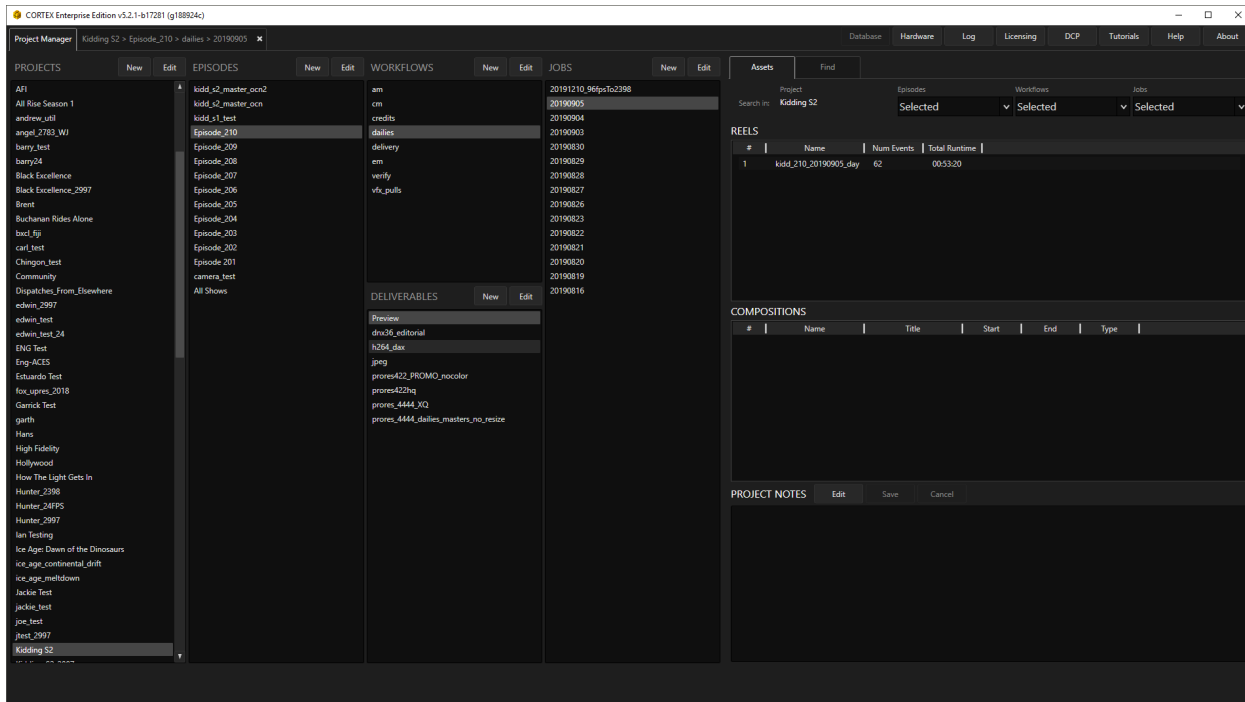 CORTEX Enterprise Edition v5.2.1-b17281 (g188924c)
Project Manager
Kidding S2 > Episode_210 > dailies > 20190905
Database Hardware Log Licensing DCP Tutorials Help About
PROJECTS New Edit
AFI
All Rise Season 1
andrew_util
angel_2783_WJ
barry_test
barry24
Black Excellence
Black Excellence_2997
Brent
Buchanan Rides Alone
bxcl_fiji
carl_test
Chingon_test
Community
Dispatches_From_Elsewhere
edwin_2997
edwin_test
edwin_test_24
ENG Test
Eng-ACES
Estuardo Test
fox_upres_2018
Garrick Test
garth
Hans
High Fidelity
Hollywood
How The Light Gets In
Hunter_2398
Hunter_24FPS
Hunter_2997
Ian Testing
Ice Age: Dawn of the Dinosaurs
ice_age_continental_drift
ice_age_meltdown
Jackie Test
jackie_test
joe_test
jtest_2997
Kidding S2
EPISODES New Edit
kidd_s2_master_ocn2
kidd_s2_master_ocn
kidd_s1_test
Episode_210
Episode_209
Episode_208
Episode_207
Episode_206
Episode_205
Episode_204
Episode_203
Episode_202
Episode 201
camera_test
All Shows
WORKFLOWS New Edit
am
cm
credits
dailies
delivery
em
verify
vfx_pulls
DELIVERABLES New Edit
Preview
dnx36_editorial
h264_dax
jpeg
prores422_PROMO_nocolor
prores422hq
prores_4444_XQ
prores_4444_dailies_masters_no_resize
JOBS New Edit
20191210_96fpsTo2398
20190905
20190904
20190903
20190830
20190829
20190828
20190827
20190826
20190823
20190822
20190821
20190820
20190819
20190816
Assets Find
Project Episodes Workflows Jobs
Search in: Kidding S2 Selected Selected Selected
REELS
# Name Num Events Total Runtime
1 kidd_210_20190905_day 62 00:53:20
COMPOSITIONS
# Name Title Start End Type
PROJECT NOTES Edit Save Cancel